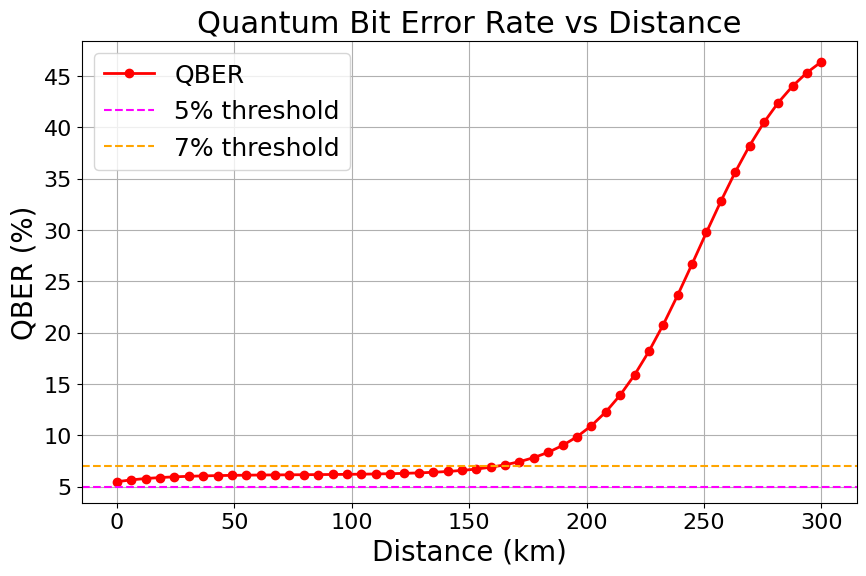 Quantum Bit Error Rate vs Distance
QBER
5% threshold
7% threshold
QBER (%)
45
40
35
30
25
20
15
10
5
0 50 100 150 200 250 300
Distance (km)